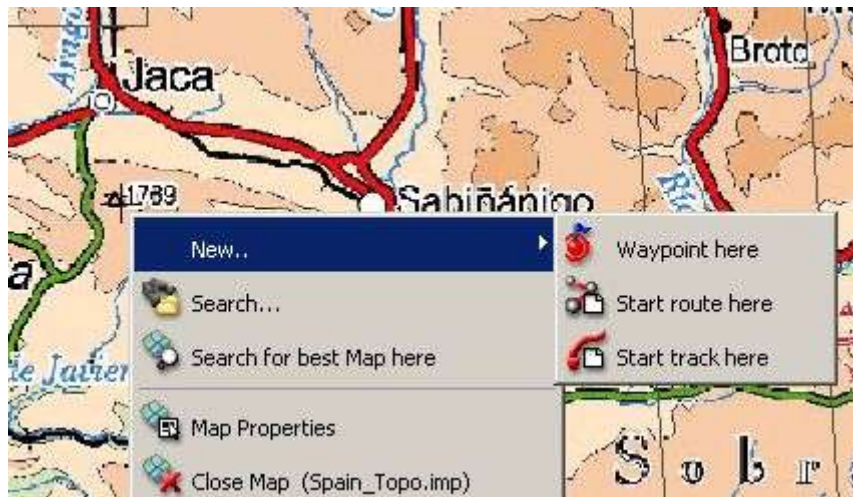 Jaca
Broto
1789
Sabiñánigo
New..
Waypoint here
Search...
Start route here
Search for best Map here
Start track here
Map Properties
Close Map (Spain_Topo.imp)
Sobr